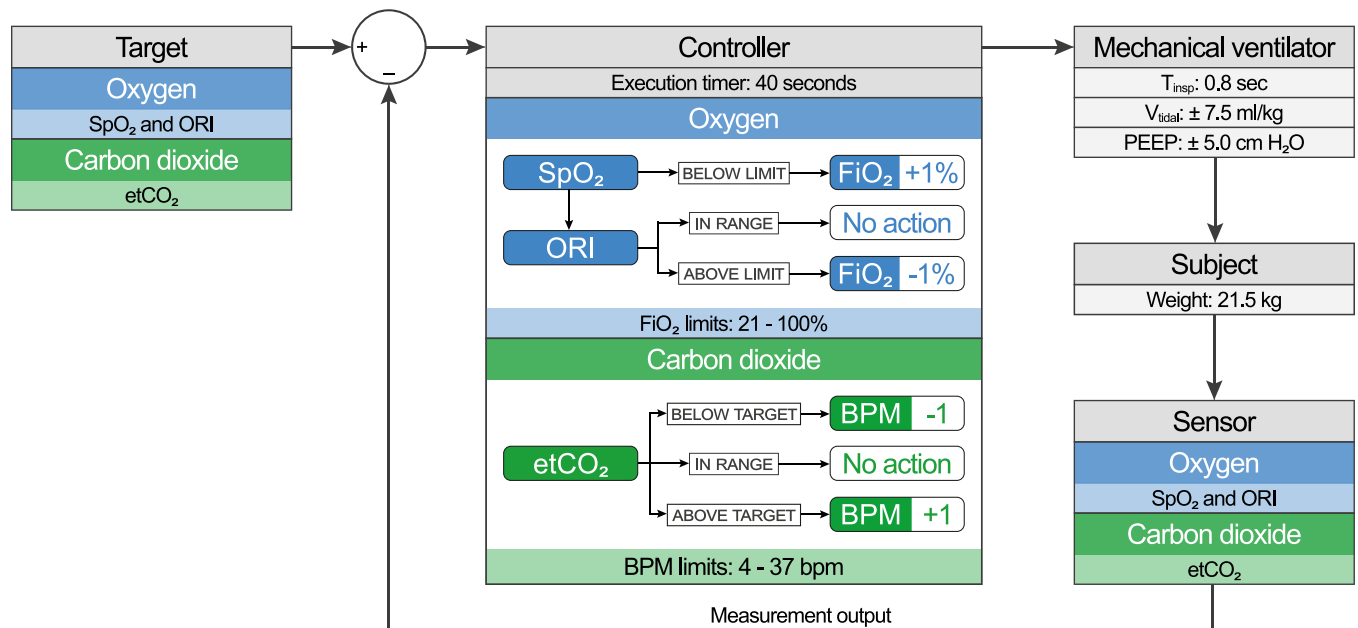 Target
Oxygen
SpO₂ and ORI
Carbon dioxide
etCO₂
+
–
Controller
Execution timer: 40 seconds
Oxygen
SpO₂
BELOW LIMIT
FiO₂ +1%
ORI
IN RANGE
No action
ABOVE LIMIT
FiO₂ -1%
FiO₂ limits: 21 - 100%
Carbon dioxide
etCO₂
BELOW TARGET
BPM -1
IN RANGE
No action
ABOVE TARGET
BPM +1
BPM limits: 4 - 37 bpm
Mechanical ventilator
Tinsp: 0.8 sec
Vtidal: ± 7.5 ml/kg
PEEP: ± 5.0 cm H₂O
Subject
Weight: 21.5 kg
Sensor
Oxygen
SpO₂ and ORI
Carbon dioxide
etCO₂
Measurement output